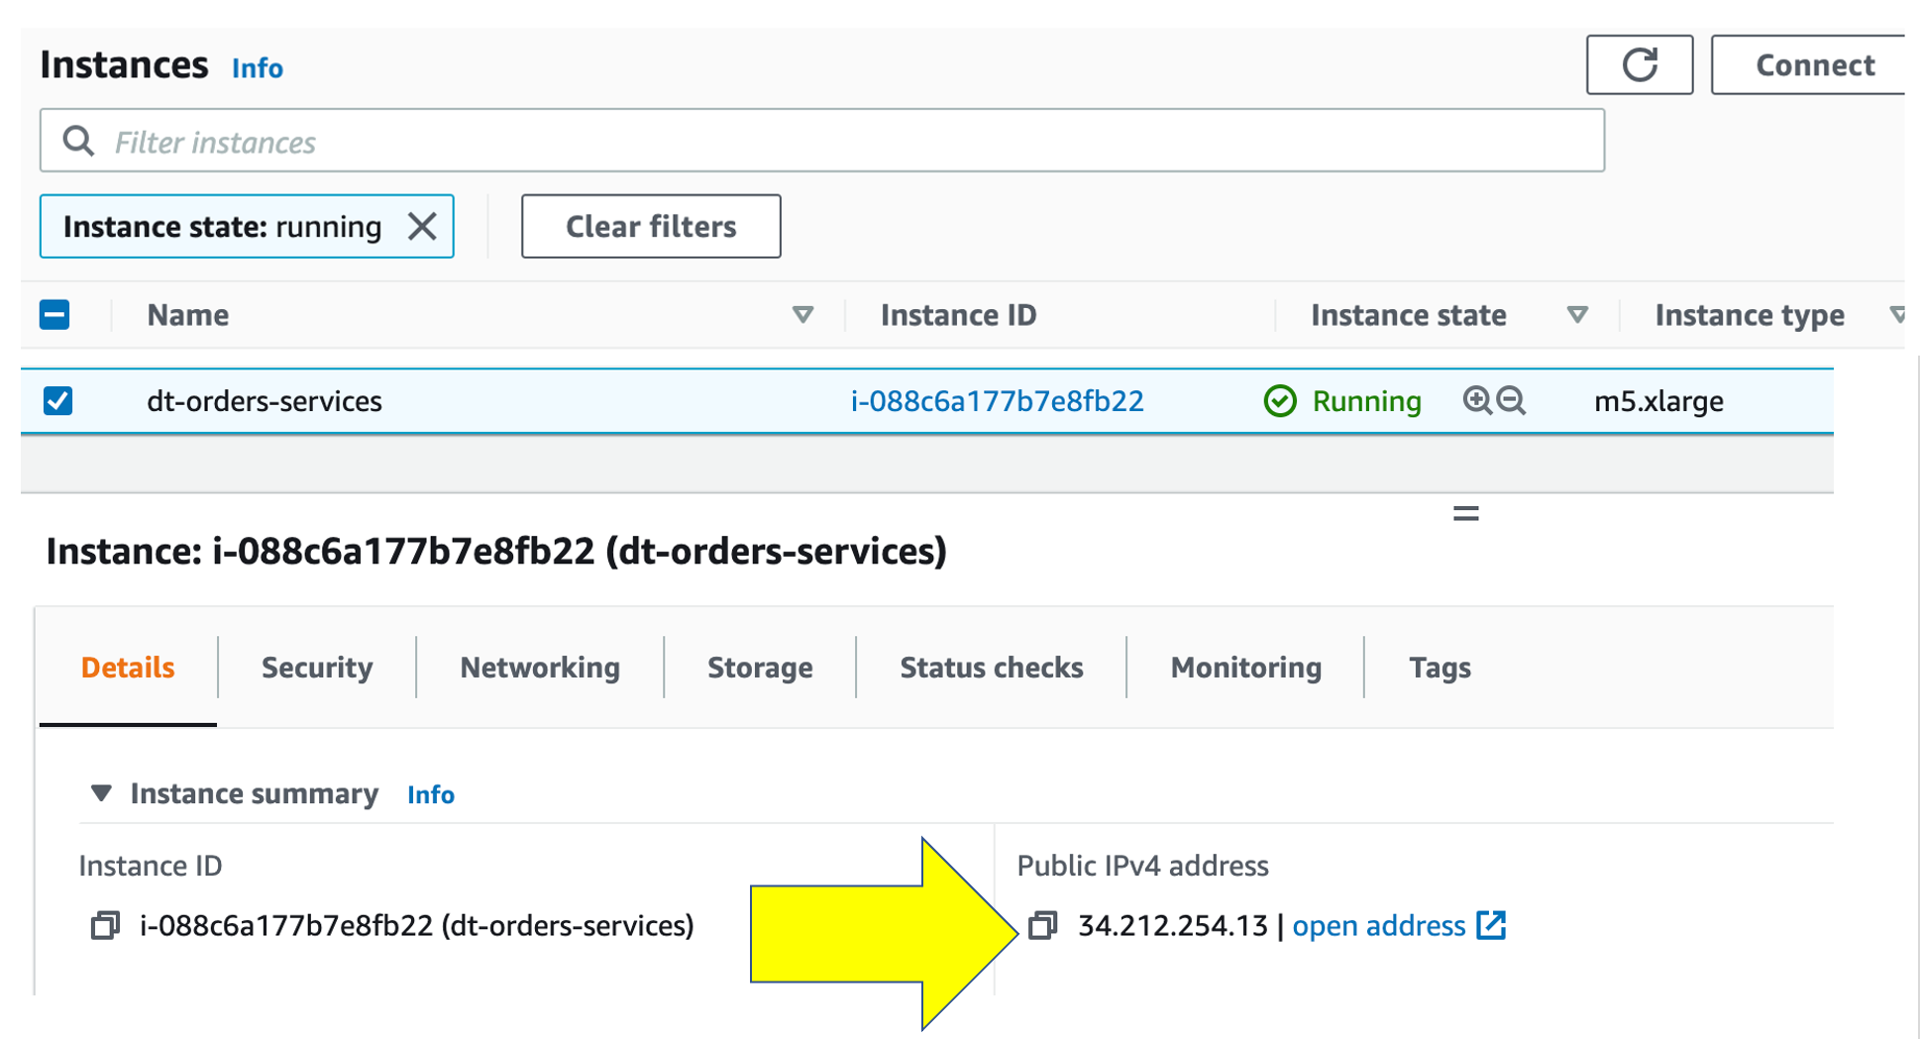 Instances Info
Connect
Filter instances
Instance state: running
Clear filters
Name Instance ID Instance state Instance type
dt-orders-services i-088c6a177b7e8fb22 Running m5.xlarge
Instance: i-088c6a177b7e8fb22 (dt-orders-services)
Details Security Networking Storage Status checks Monitoring Tags
Instance summary Info
Instance ID Public IPv4 address
i-088c6a177b7e8fb22 (dt-orders-services) 34.212.254.13 | open address